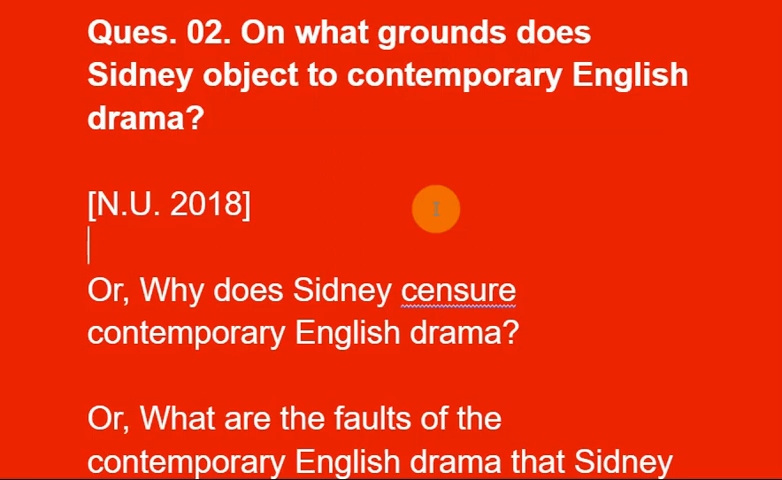 Ques. 02. On what grounds does
Sidney object to contemporary English
drama?
[N.U. 2018]
Or, Why does Sidney censure
contemporary English drama?
Or, What are the faults of the
contemporary English drama that Sidney